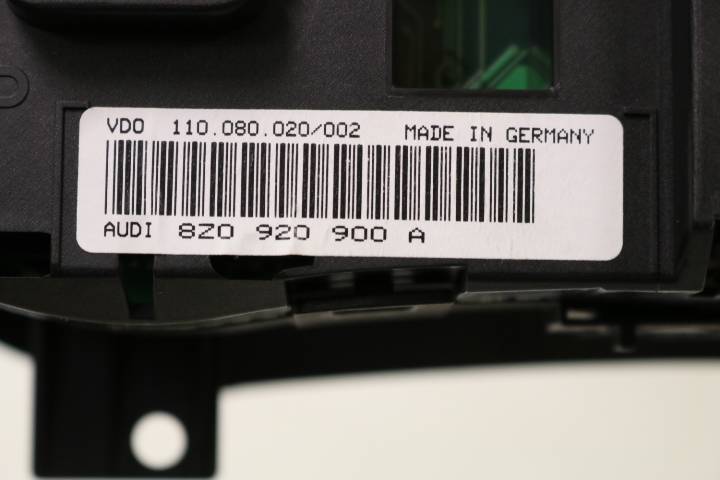 VDO 110.080.020/002 MADE IN GERMANY
AUDI 8Z0 920 900 A